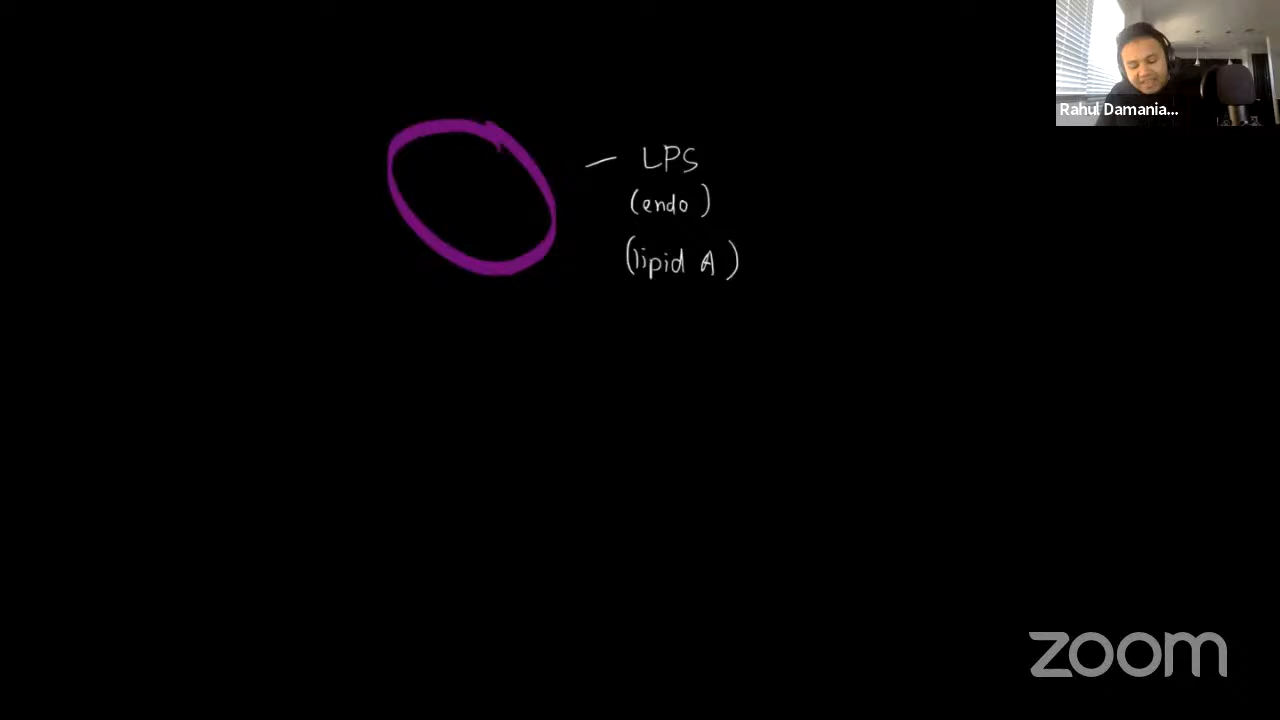 Rahul Damania...
— LPS
(endo)
(lipid A)
zoom